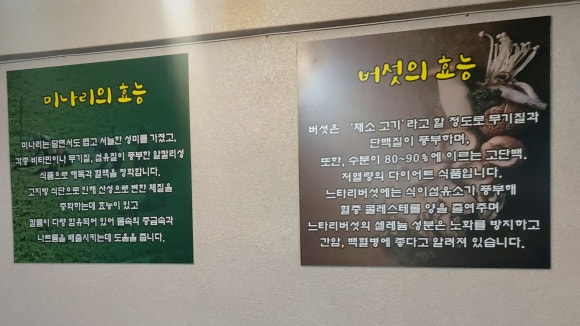 미나리의 효능
미나리는 달면서도 맵고 서늘한 성미를 가졌고,
각종 비타민이나 무기질, 섬유질이 풍부한 알칼리성
식품으로 해독과 혈액을 정화합니다.
고지방 식단으로 인해 산성으로 변한 체질을
중화하는데 효능이 있고
칼륨이 다량 함유되어 있어 몸속의 중금속과
나트륨을 배출시키는데 도움을 줍니다.
버섯의 효능
버섯은 '채소 고기'라고 할 정도로 무기질과
단백질이 풍부하며,
또한, 수분이 80~90%에 이르는 고단백,
저열량의 다이어트 식품입니다.
느타리버섯에는 식이섬유소가 풍부해
혈중 콜레스테롤 양을 줄여주며
느타리버섯의 셀레늄 성분은 노화를 방지하고
간암, 백혈병에 좋다고 알려져 있습니다.